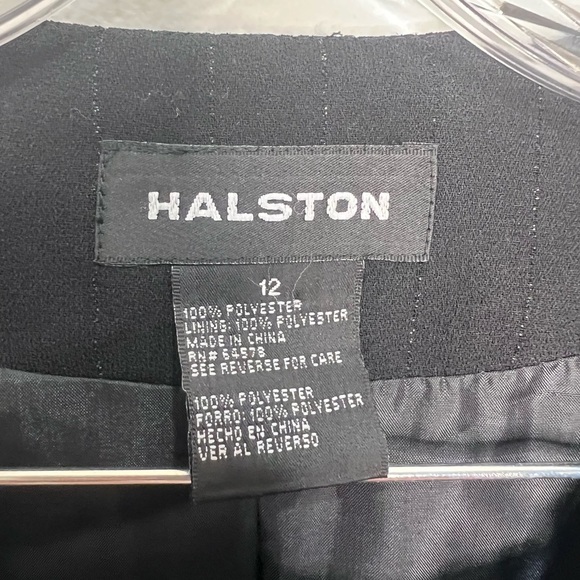 HALSTON
12
100% POLYESTER
LINING: 100% POLYESTER
MADE IN CHINA
RN# 64578
SEE REVERSE FOR CARE
100% POLYESTER
FORRO: 100% POLYESTER
HECHO EN CHINA
VER AL REVERSO